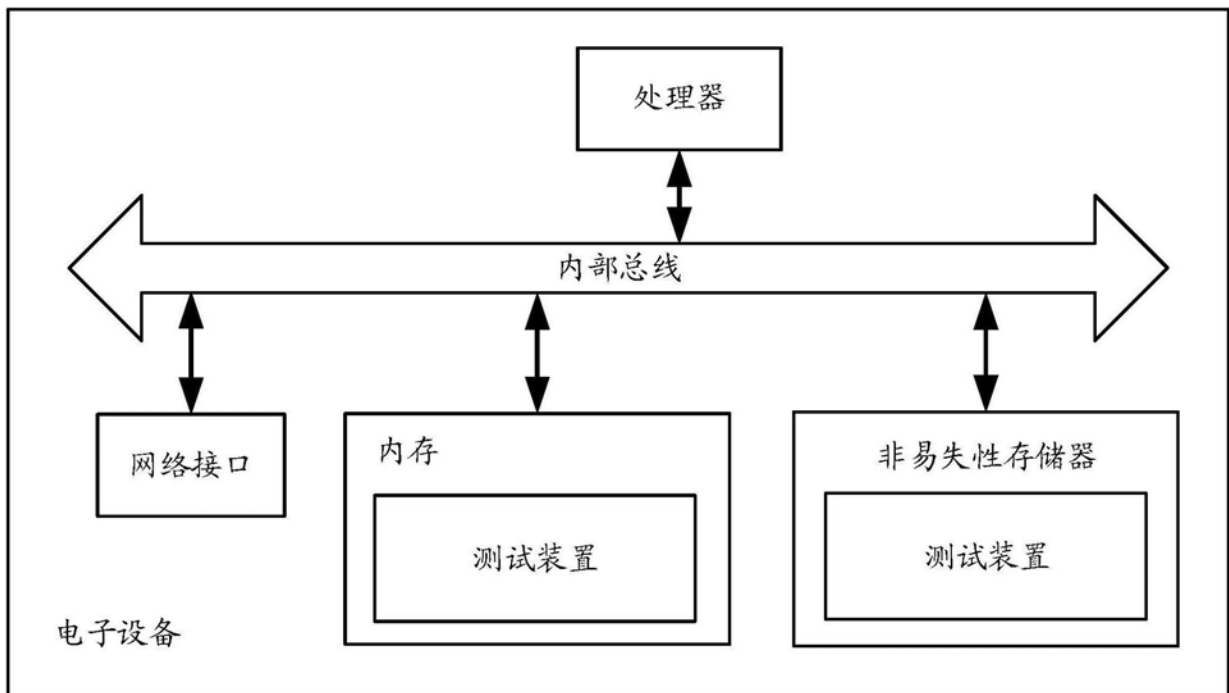 处理器
内部总线
网络接口
内存
测试装置
非易失性存储器
测试装置
电子设备